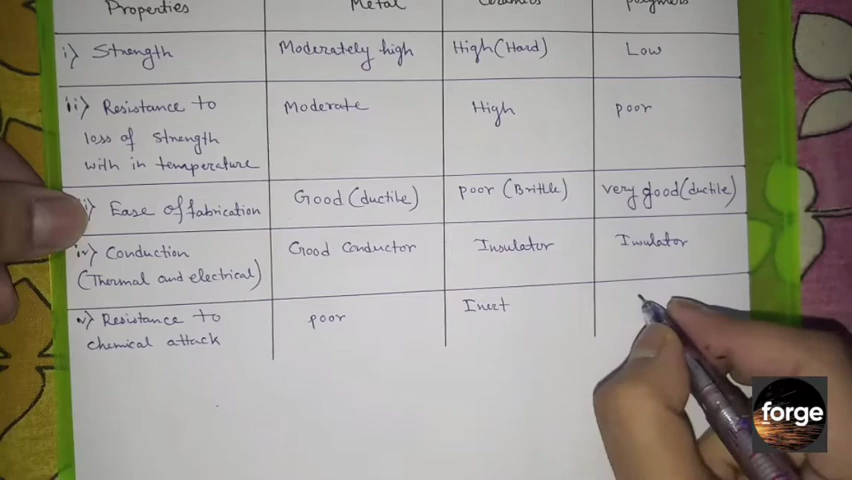 Properties Metal Ceramics polymers
i) Strength Moderately high High (Hard) Low
ii) Resistance to Moderate High poor
loss of strength
with in temperature
Ease of fabrication Good (ductile) poor (Brittle) very good (ductile)
iv) Conduction Good Conductor Insulator Insulator
(Thermal and electrical)
v) Resistance to poor Inert
chemical attack
forge